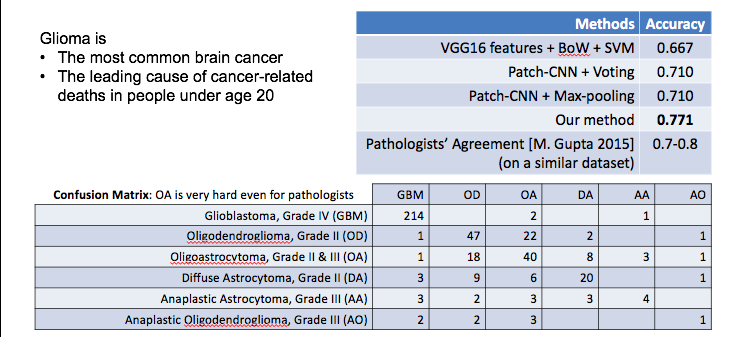 Glioma is
• The most common brain cancer
• The leading cause of cancer-related
deaths in people under age 20
Methods Accuracy
VGG16 features + BoW + SVM 0.667
Patch-CNN + Voting 0.710
Patch-CNN + Max-pooling 0.710
Our method 0.771
Pathologists' Agreement [M. Gupta 2015] 0.7-0.8
(on a similar dataset)
Confusion Matrix: OA is very hard even for pathologists GBM OD OA DA AA AO
Glioblastoma, Grade IV (GBM) 214 2 1
Oligodendroglioma, Grade II (OD) 1 47 22 2 1
Oligoastrocytoma, Grade II & III (OA) 1 18 40 8 3 1
Diffuse Astrocytoma, Grade II (DA) 3 9 6 20 1
Anaplastic Astrocytoma, Grade III (AA) 3 2 3 3 4
Anaplastic Oligodendroglioma, Grade III (AO) 2 2 3 1